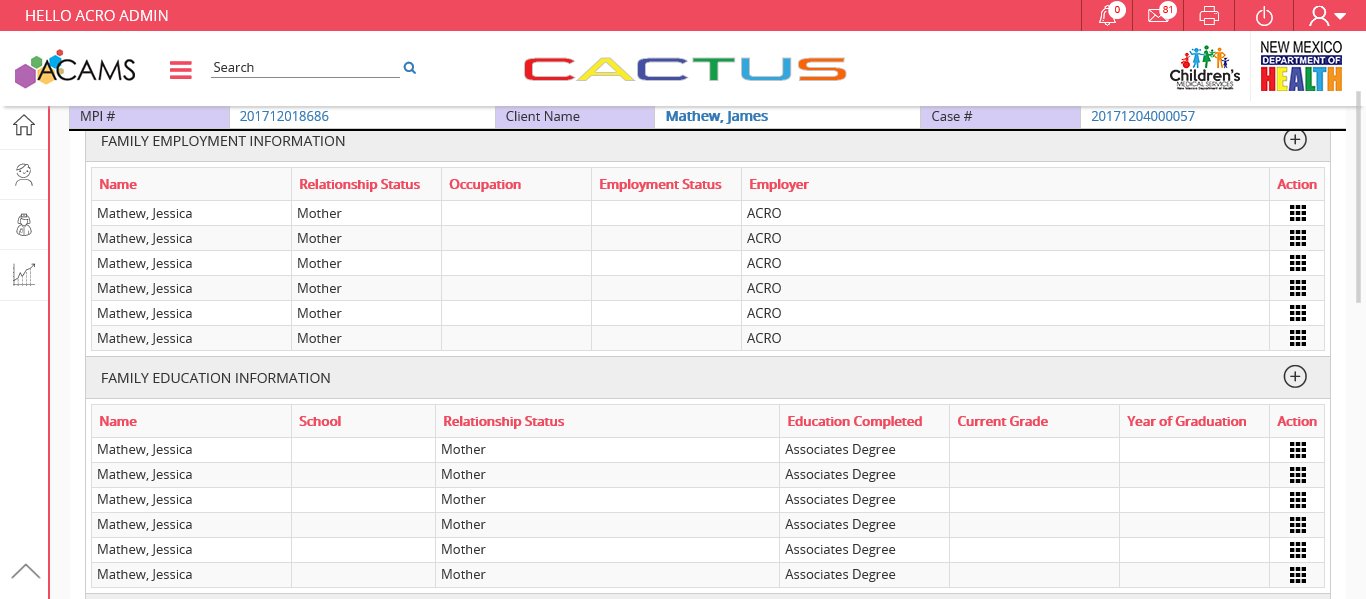 HELLO ACRO ADMIN 0 81
ACAMS Search CACTUS Children's MEDICAL SERVICES New Mexico Department of Health NEW MEXICO DEPARTMENT OF HEALTH
MPI # 201712018686 Client Name Mathew, James Case # 20171204000057
FAMILY EMPLOYMENT INFORMATION
Name Relationship Status Occupation Employment Status Employer Action
Mathew, Jessica Mother ACRO
Mathew, Jessica Mother ACRO
Mathew, Jessica Mother ACRO
Mathew, Jessica Mother ACRO
Mathew, Jessica Mother ACRO
Mathew, Jessica Mother ACRO
FAMILY EDUCATION INFORMATION
Name School Relationship Status Education Completed Current Grade Year of Graduation Action
Mathew, Jessica Mother Associates Degree
Mathew, Jessica Mother Associates Degree
Mathew, Jessica Mother Associates Degree
Mathew, Jessica Mother Associates Degree
Mathew, Jessica Mother Associates Degree
Mathew, Jessica Mother Associates Degree